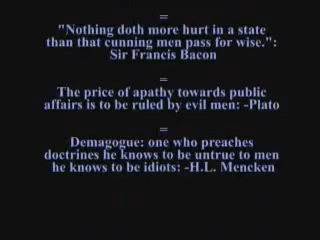 =
"Nothing doth more hurt in a state
than that cunning men pass for wise.":
Sir Francis Bacon
=
The price of apathy towards public
affairs is to be ruled by evil men: -Plato
=
Demagogue: one who preaches
doctrines he knows to be untrue to men
he knows to be idiots: -H.L. Mencken